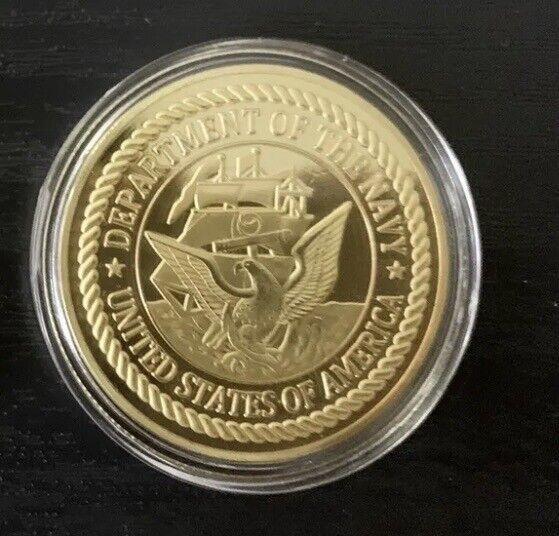 DEPARTMENT OF THE NAVY
★ UNITED STATES OF AMERICA ★